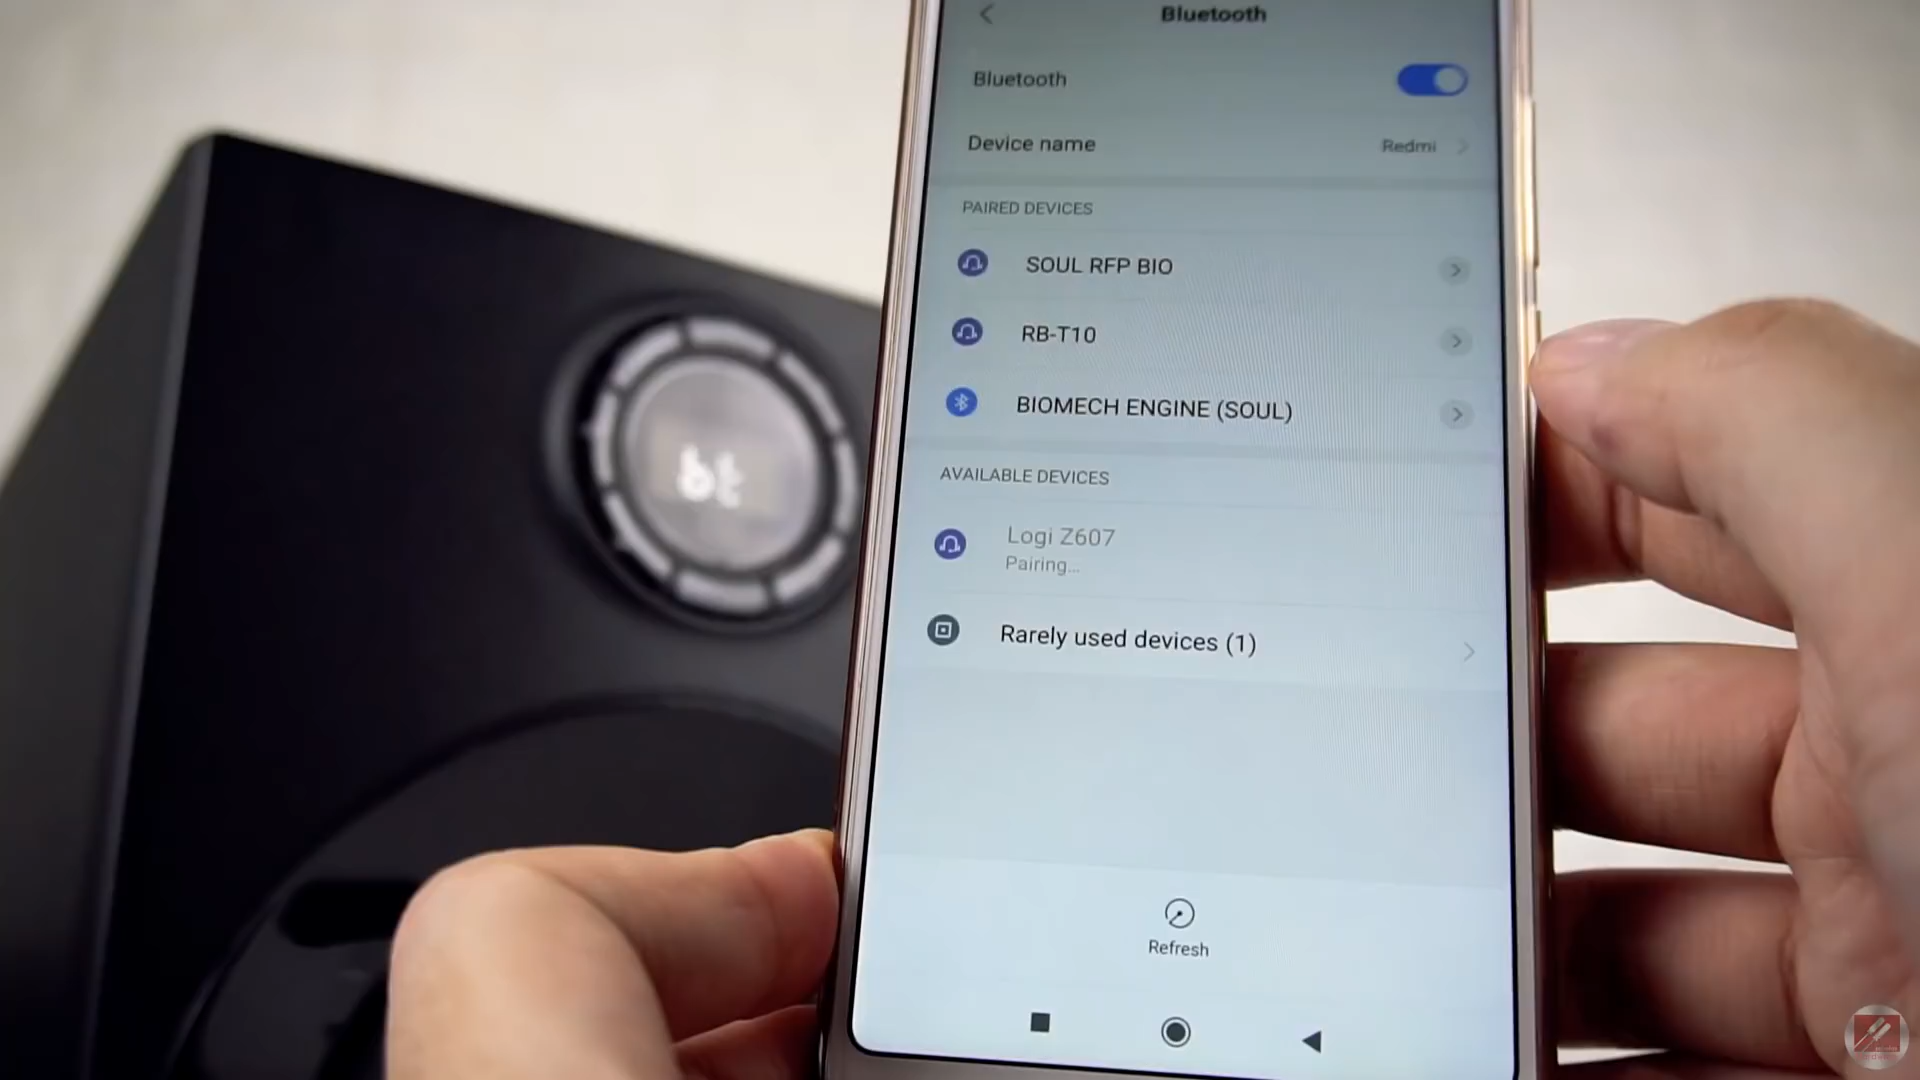 Bluetooth
Bluetooth
Device name Redmi
PAIRED DEVICES
SOUL RFP BIO
RB-T10
BIOMECH ENGINE (SOUL)
AVAILABLE DEVICES
Logi Z607
Pairing...
Rarely used devices (1)
Refresh
bt